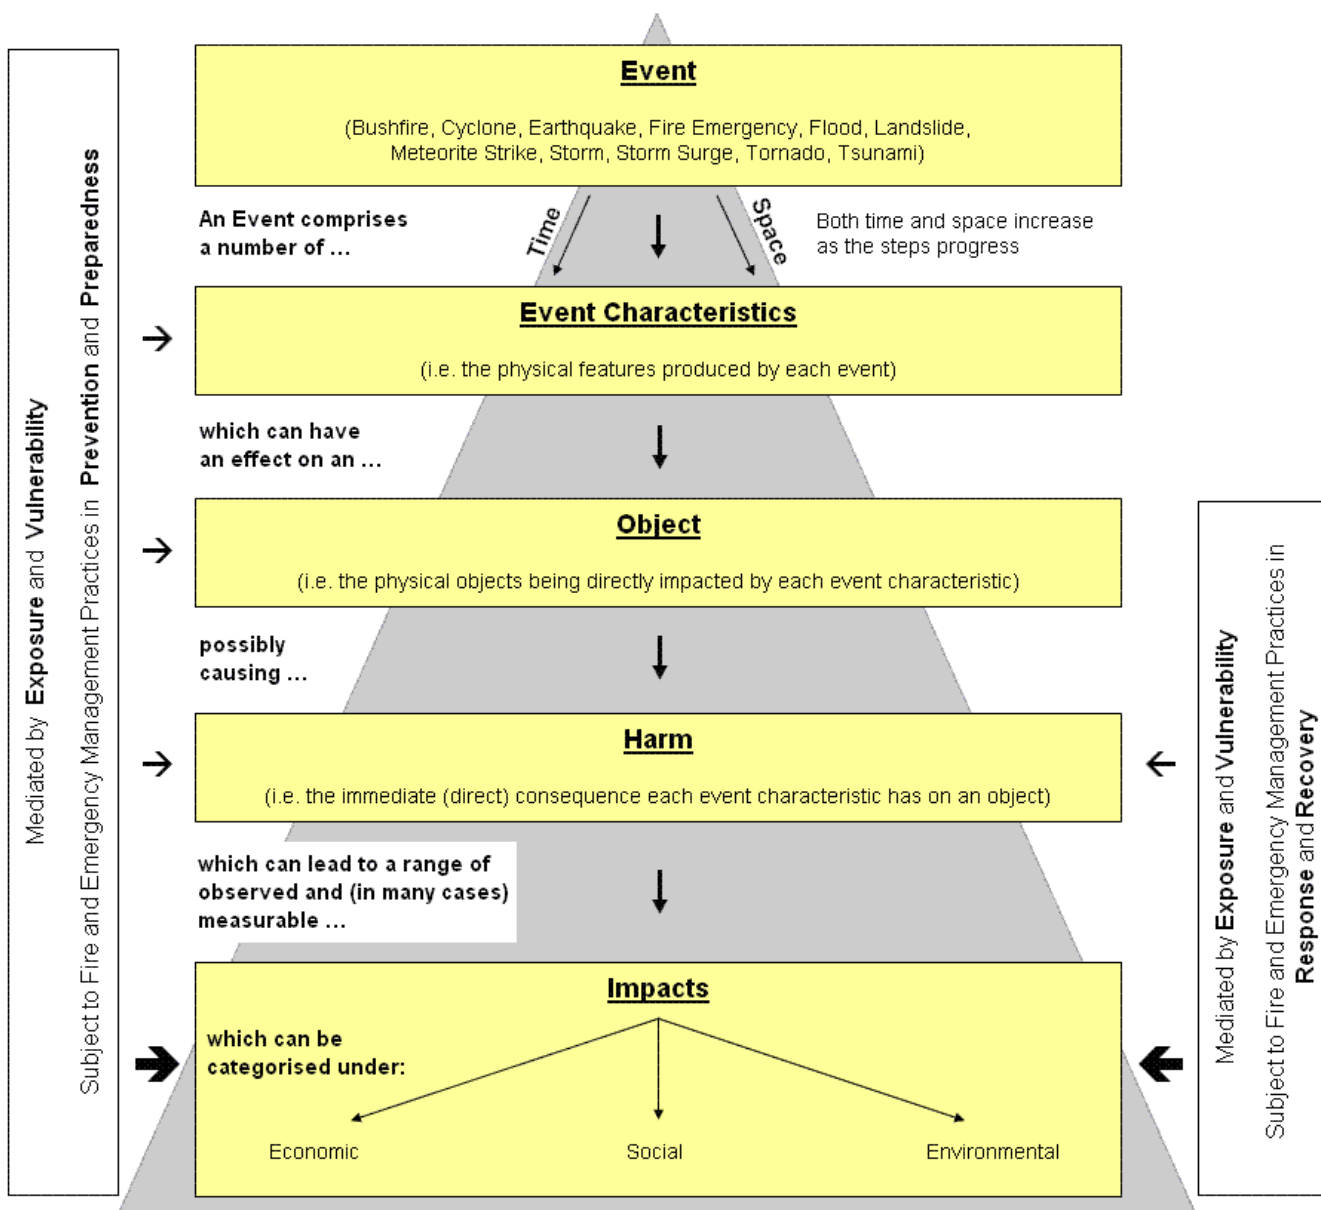 Event
(Bushfire, Cyclone, Earthquake, Fire Emergency, Flood, Landslide,
Meteorite Strike, Storm, Storm Surge, Tornado, Tsunami)
An Event comprises
a number of ...
Time
Space
Both time and space increase
as the steps progress
Event Characteristics
(i.e. the physical features produced by each event)
which can have
an effect on an ...
Object
(i.e. the physical objects being directly impacted by each event characteristic)
possibly
causing ...
Harm
(i.e. the immediate (direct) consequence each event characteristic has on an object)
which can lead to a range of
observed and (in many cases)
measurable ...
Impacts
which can be
categorised under:
Economic
Social
Environmental
Mediated by Exposure and Vulnerability
Subject to Fire and Emergency Management Practices in Prevention and Preparedness
Mediated by Exposure and Vulnerability
Subject to Fire and Emergency Management Practices in
Response and Recovery